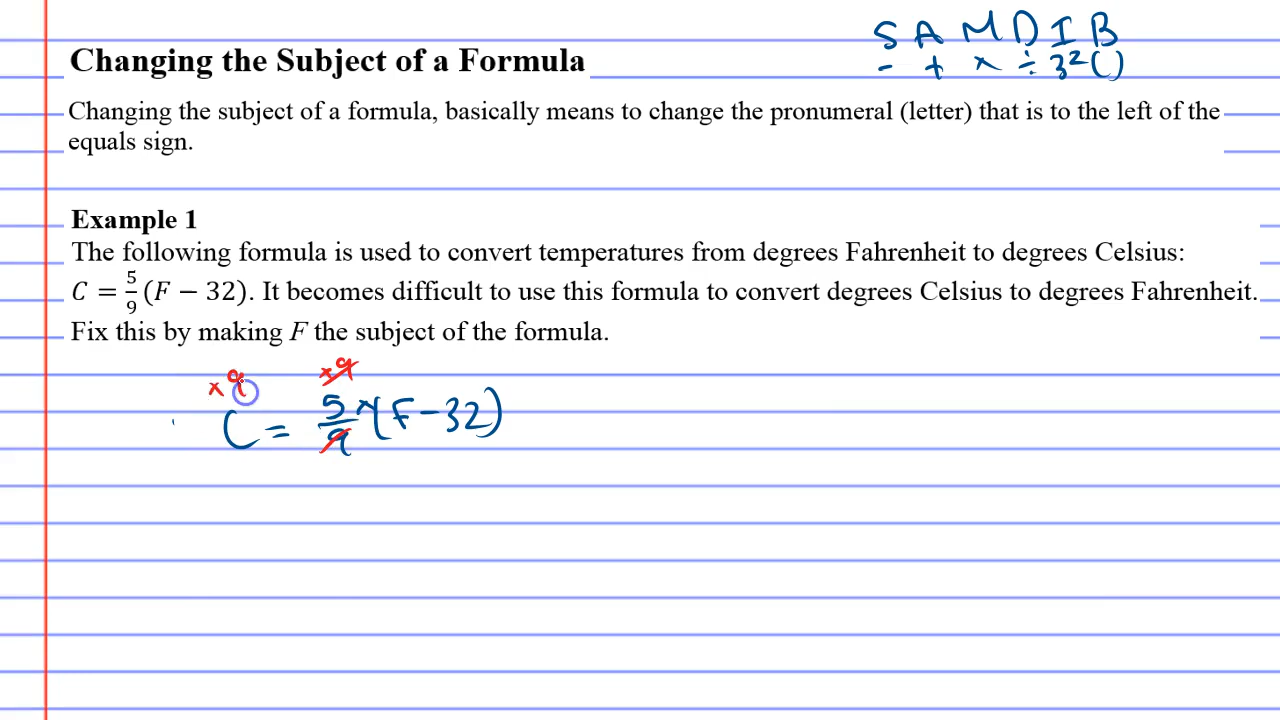 S A M D I B
- + × ÷ 3² ( )
Changing the Subject of a Formula
Changing the subject of a formula, basically means to change the pronumeral (letter) that is to the left of the
equals sign.
Example 1
The following formula is used to convert temperatures from degrees Fahrenheit to degrees Celsius:
C = 5/9 (F − 32). It becomes difficult to use this formula to convert degrees Celsius to degrees Fahrenheit.
Fix this by making F the subject of the formula.
×9 ×9
C = 5/9 × (F - 32)